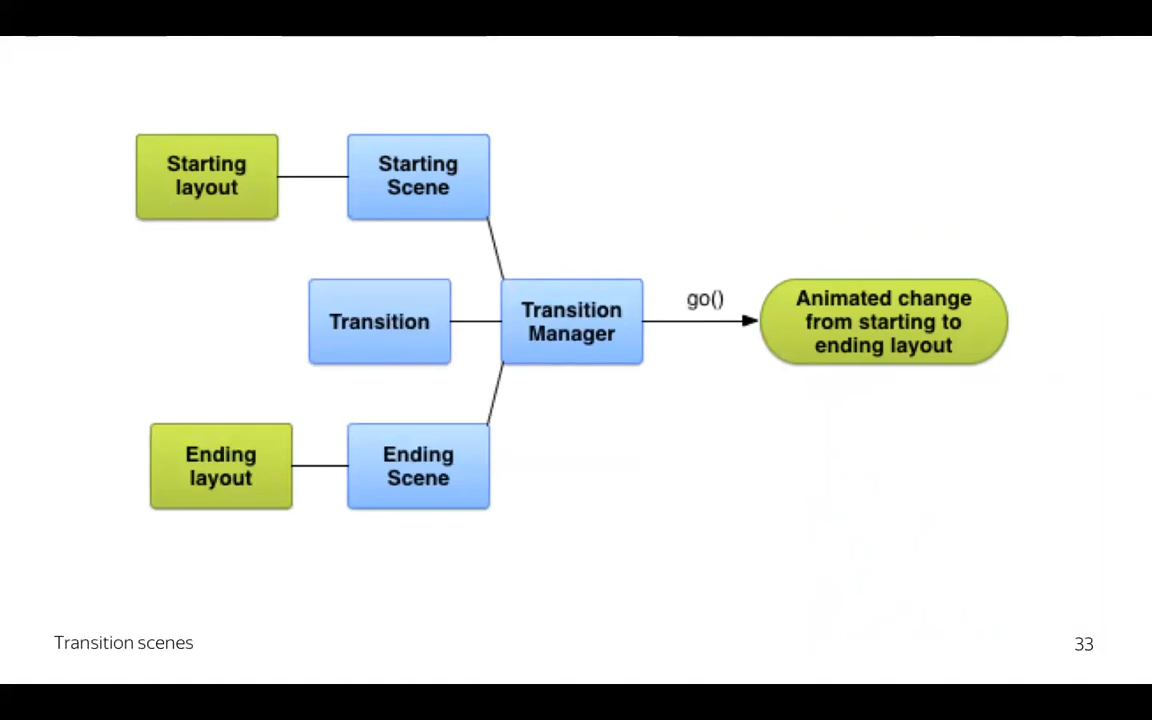 Starting
layout
Starting
Scene
Transition
Transition
Manager
go()
Animated change
from starting to
ending layout
Ending
layout
Ending
Scene
Transition scenes
33